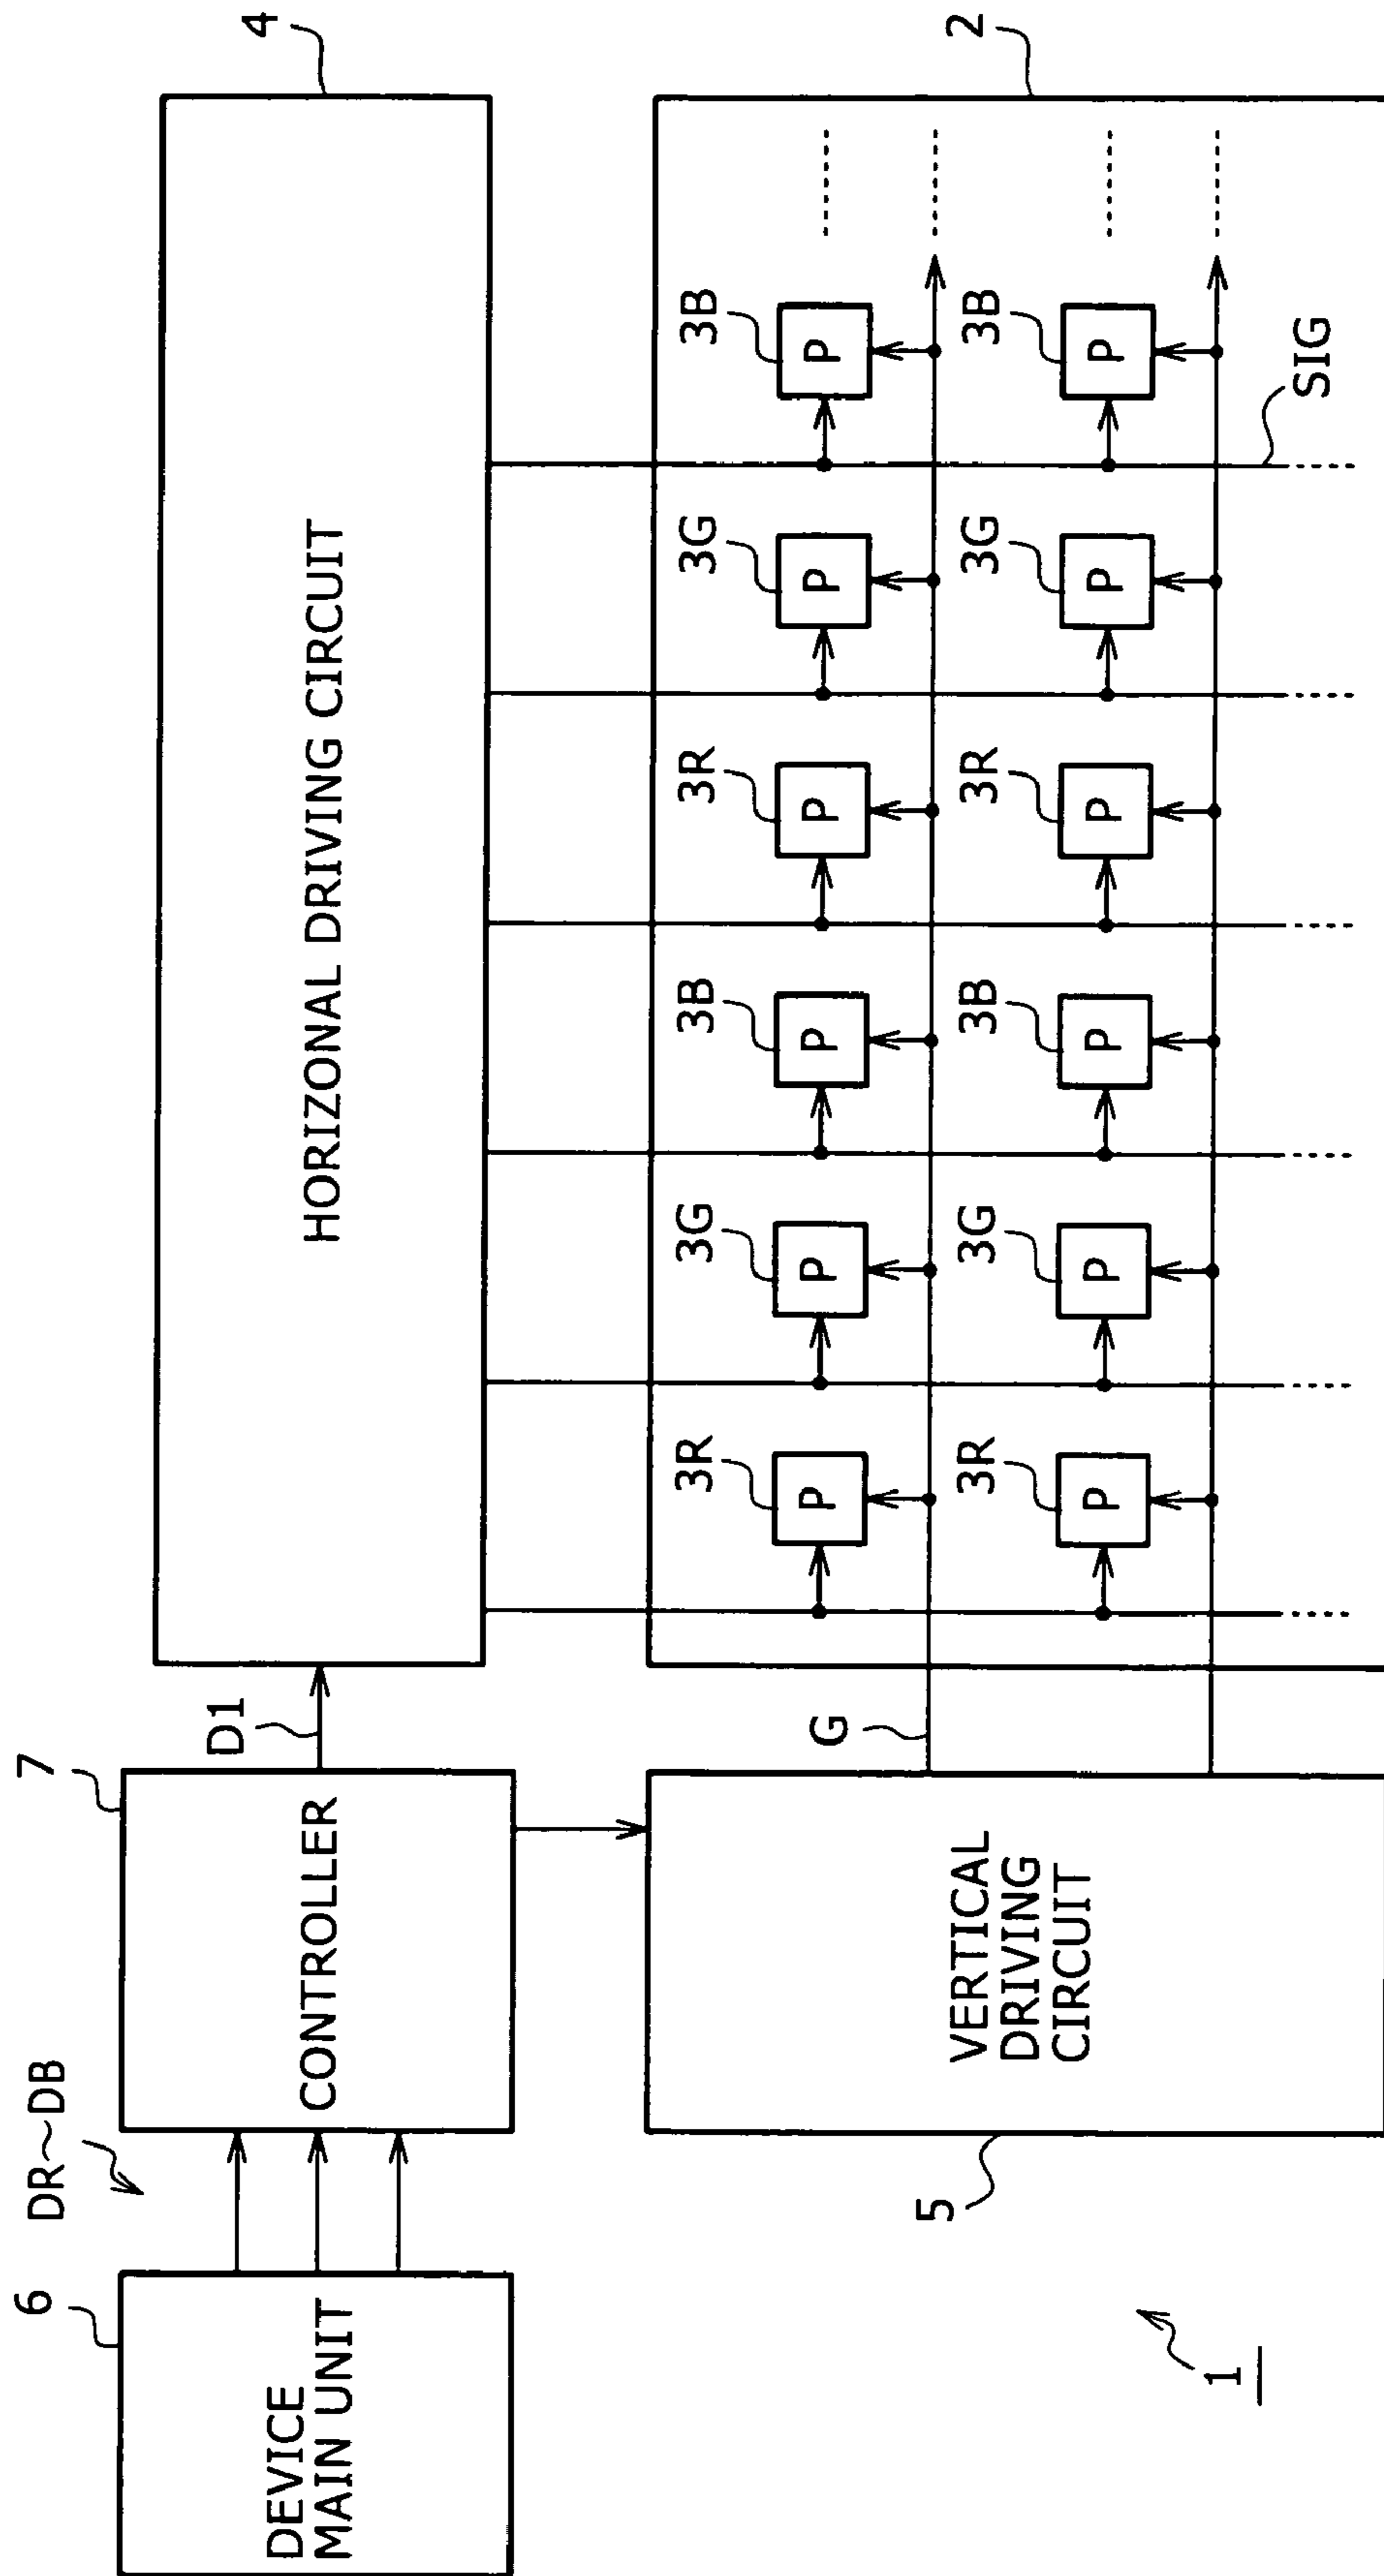 6
DR~DB
7
D1
4
DEVICE
MAIN UNIT
CONTROLLER
HORIZONAL DRIVING CIRCUIT
2
3R
3G
3B
3R
3G
3B
P
P
P
P
P
P
G
5
VERTICAL
DRIVING
CIRCUIT
3R
3G
3B
3R
3G
3B
P
P
P
P
P
P
SIG
1